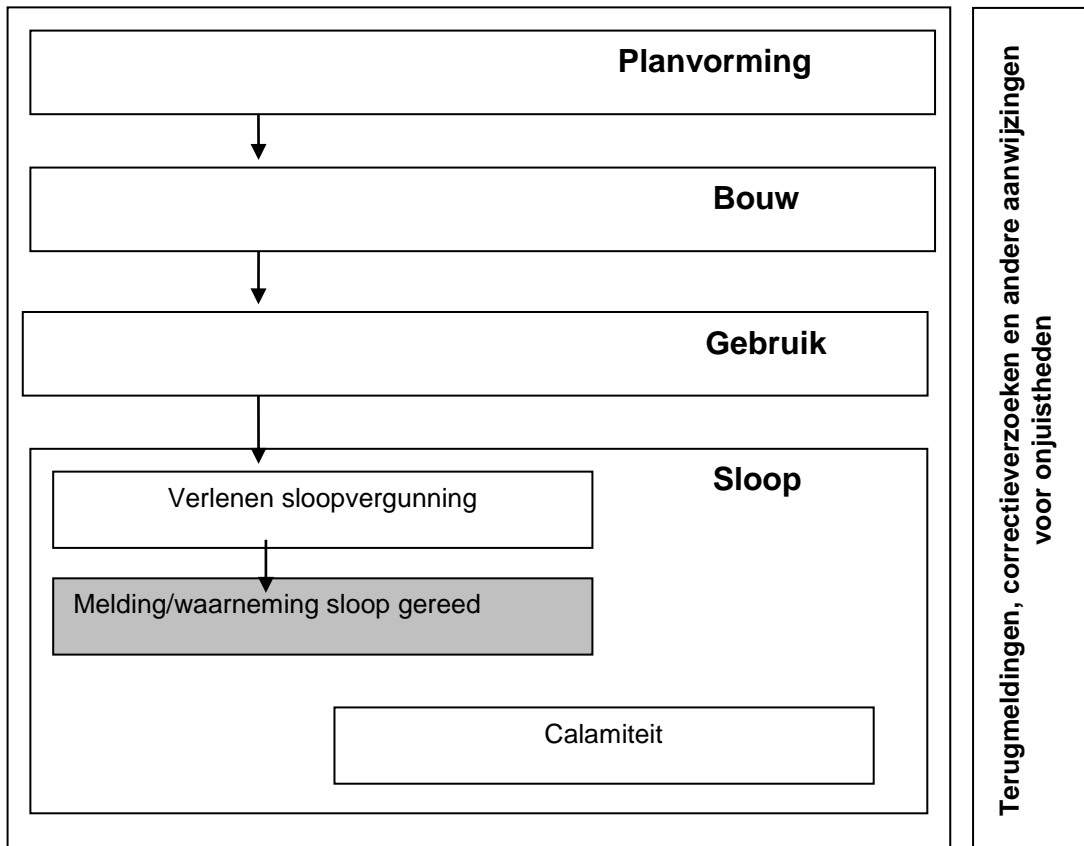 Planvorming
Bouw
Gebruik
Sloop
Verlenen sloopvergunning
Melding/waarneming sloop gereed
Calamiteit
Terugmeldingen, correctieverzoeken en andere aanwijzingen
voor onjuistheden